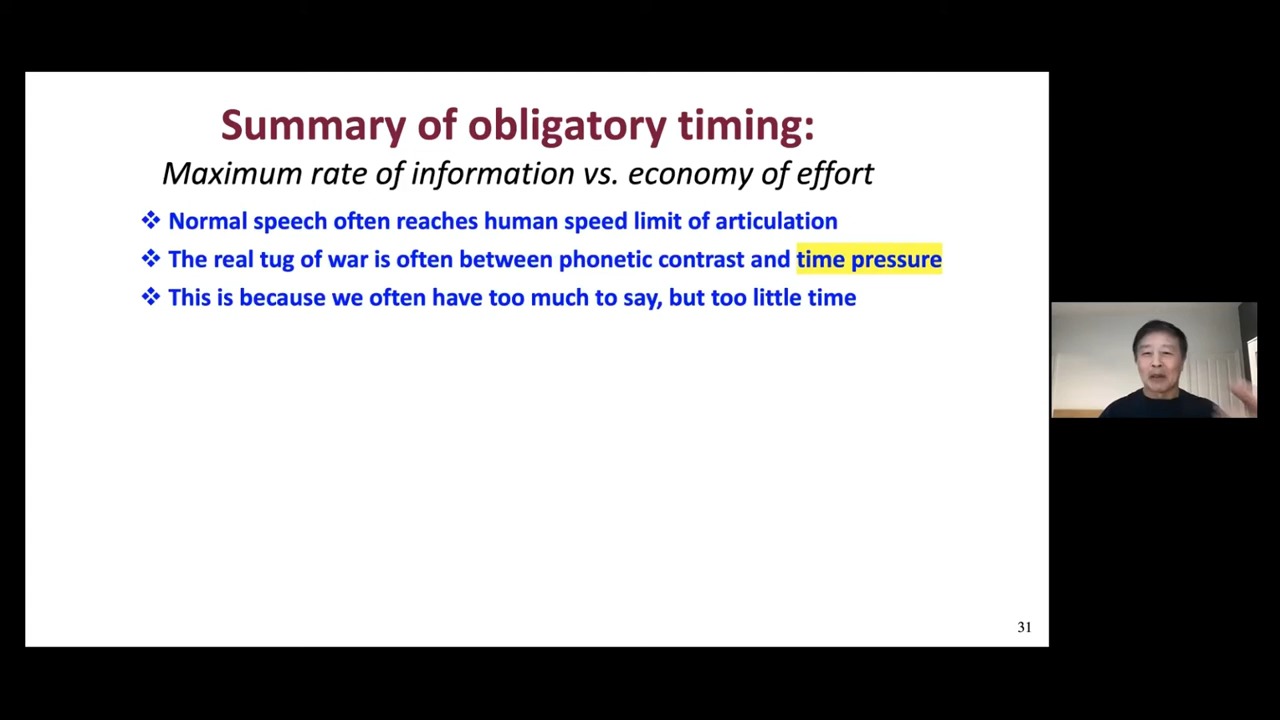 Summary of obligatory timing:
Maximum rate of information vs. economy of effort
❖ Normal speech often reaches human speed limit of articulation
❖ The real tug of war is often between phonetic contrast and time pressure
❖ This is because we often have too much to say, but too little time
31